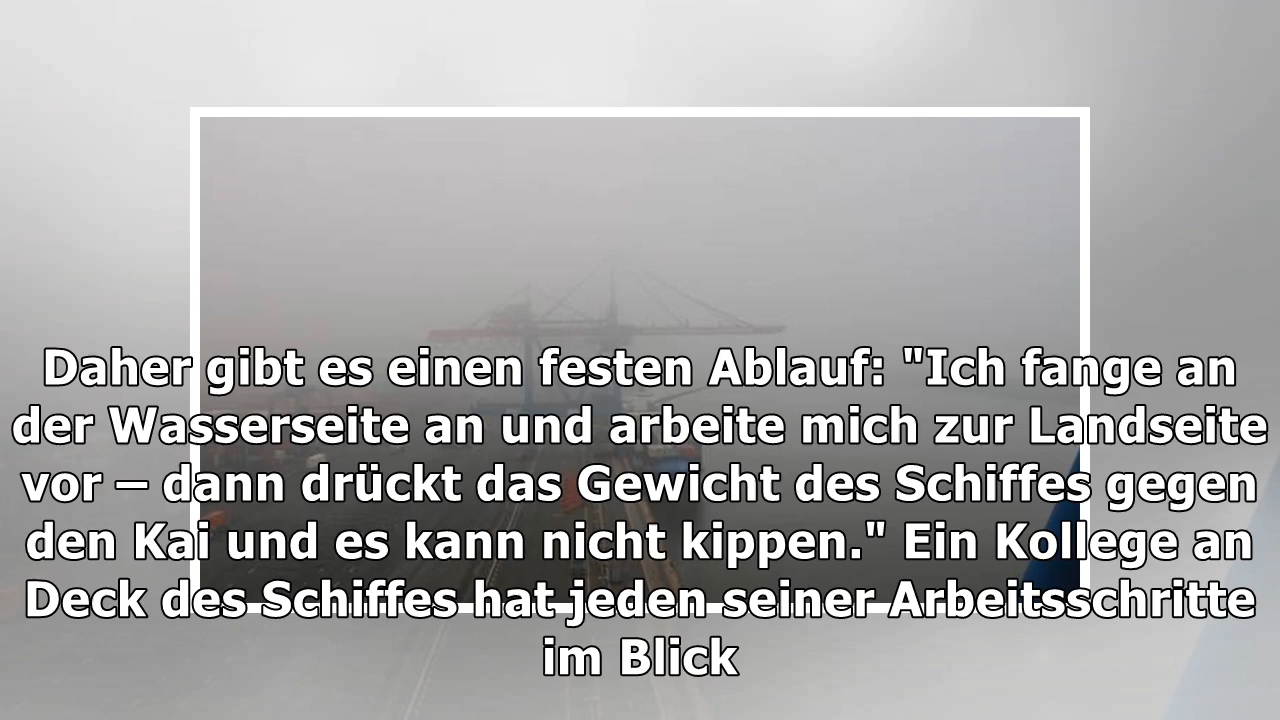 Daher gibt es einen festen Ablauf: "Ich fange an
der Wasserseite an und arbeite mich zur Landseite
vor – dann drückt das Gewicht des Schiffes gegen
den Kai und es kann nicht kippen." Ein Kollege an
Deck des Schiffes hat jeden seiner Arbeitsschritte
im Blick